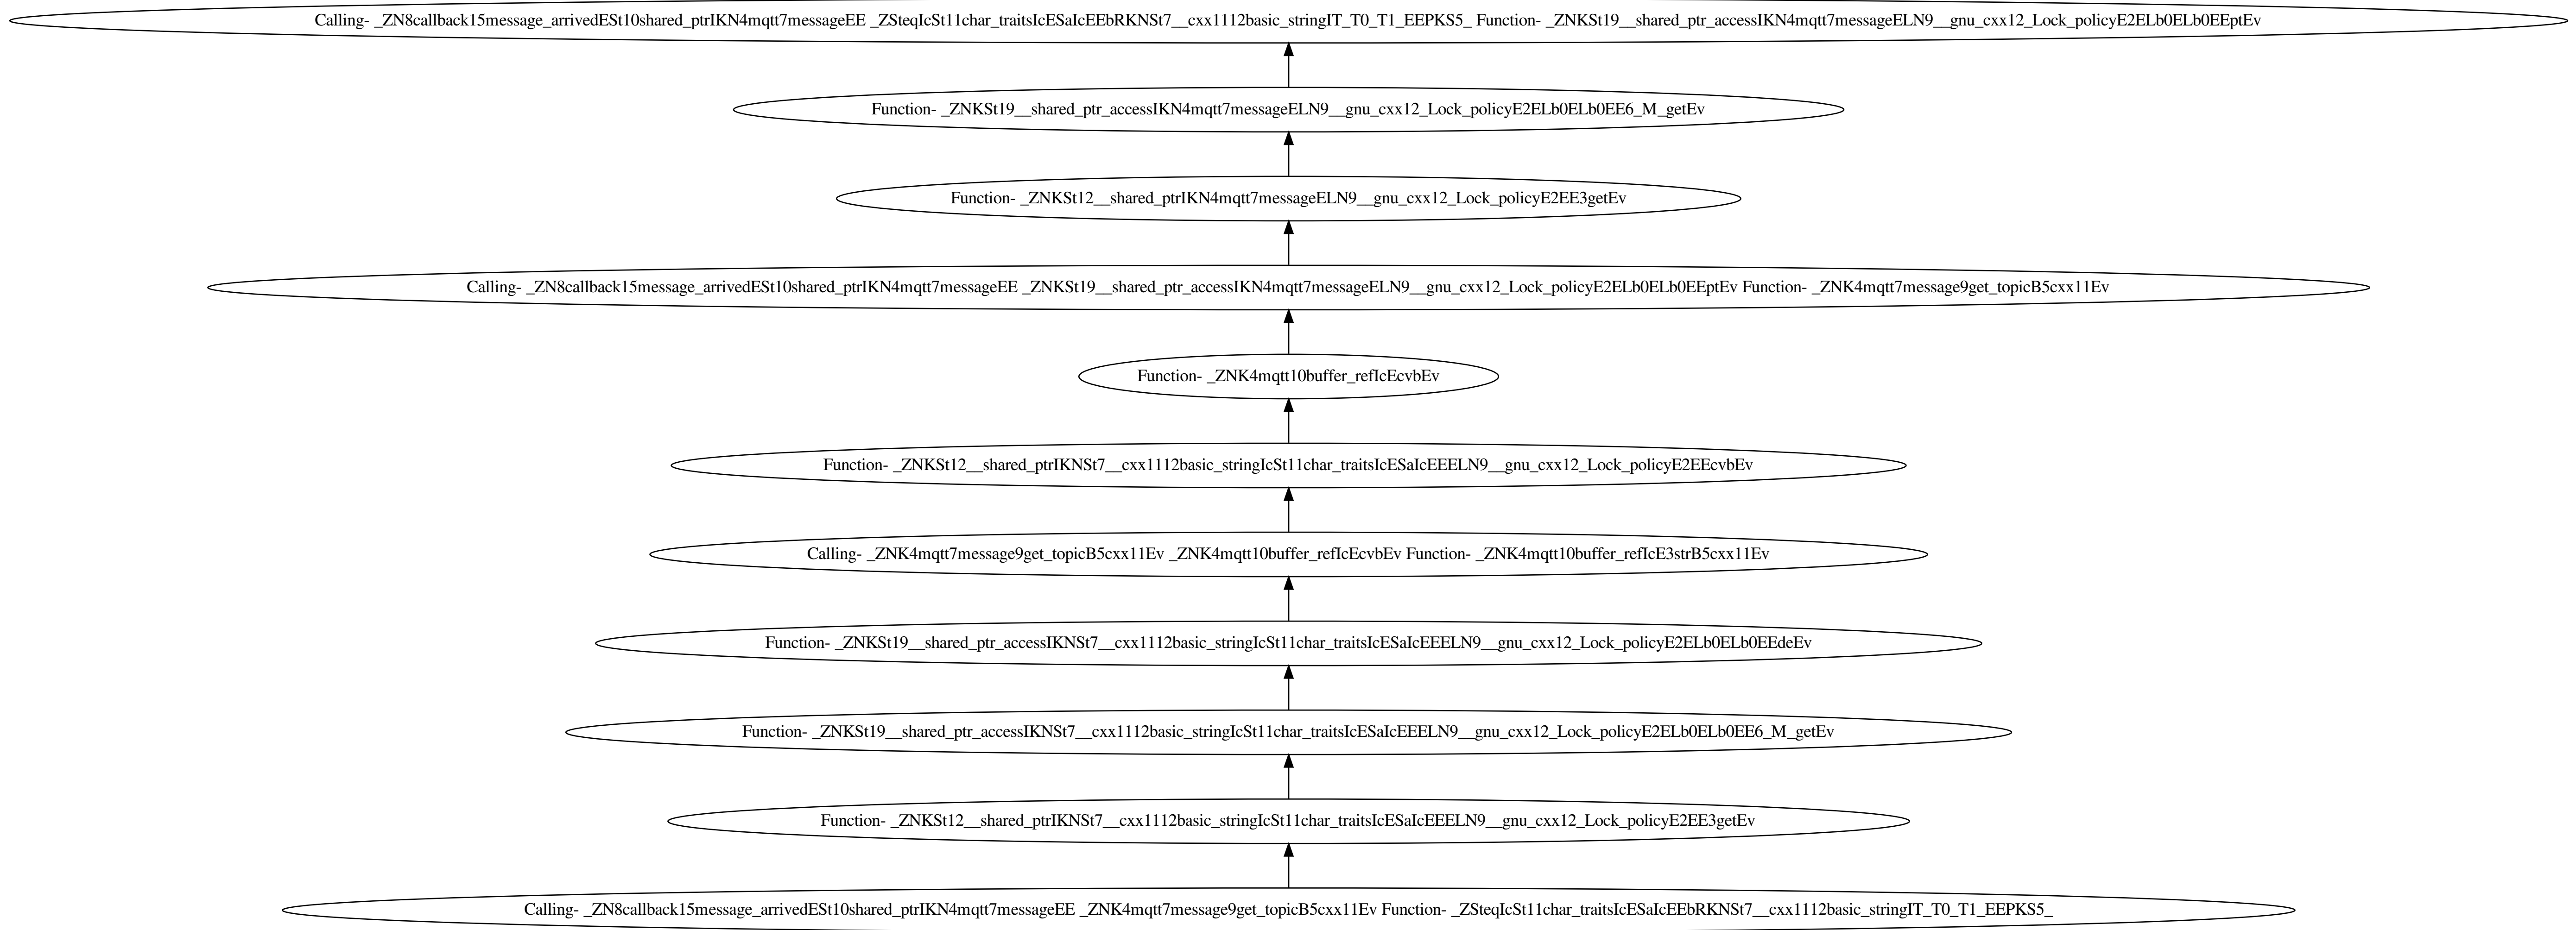 Calling- _ZN8callback15message_arrivedESt10shared_ptrIKN4mqtt7messageEE _ZSteqIcSt11char_traitsIcESaIcEEbRKNSt7__cxx1112basic_stringIT_T0_T1_EEPKS5_ Function- _ZNKSt19__shared_ptr_accessIKN4mqtt7messageELN9__gnu_cxx12_Lock_policyE2ELb0ELb0EEptEv
Function- _ZNKSt19__shared_ptr_accessIKN4mqtt7messageELN9__gnu_cxx12_Lock_policyE2ELb0ELb0EE6_M_getEv
Function- _ZNKSt12__shared_ptrIKN4mqtt7messageELN9__gnu_cxx12_Lock_policyE2EE3getEv
Calling- _ZN8callback15message_arrivedESt10shared_ptrIKN4mqtt7messageEE _ZNKSt19__shared_ptr_accessIKN4mqtt7messageELN9__gnu_cxx12_Lock_policyE2ELb0ELb0EEptEv Function- _ZNK4mqtt7message9get_topicB5cxx11Ev
Function- _ZNK4mqtt10buffer_refIcEcvbEv
Function- _ZNKSt12__shared_ptrIKNSt7__cxx1112basic_stringIcSt11char_traitsIcESaIcEEELN9__gnu_cxx12_Lock_policyE2EEcvbEv
Calling- _ZNK4mqtt7message9get_topicB5cxx11Ev _ZNK4mqtt10buffer_refIcEcvbEv Function- _ZNK4mqtt10buffer_refIcE3strB5cxx11Ev
Function- _ZNKSt19__shared_ptr_accessIKNSt7__cxx1112basic_stringIcSt11char_traitsIcESaIcEEELN9__gnu_cxx12_Lock_policyE2ELb0ELb0EEdeEv
Function- _ZNKSt19__shared_ptr_accessIKNSt7__cxx1112basic_stringIcSt11char_traitsIcESaIcEEELN9__gnu_cxx12_Lock_policyE2ELb0ELb0EE6_M_getEv
Function- _ZNKSt12__shared_ptrIKNSt7__cxx1112basic_stringIcSt11char_traitsIcESaIcEEELN9__gnu_cxx12_Lock_policyE2EE3getEv
Calling- _ZN8callback15message_arrivedESt10shared_ptrIKN4mqtt7messageEE _ZNK4mqtt7message9get_topicB5cxx11Ev Function- _ZSteqIcSt11char_traitsIcESaIcEEbRKNSt7__cxx1112basic_stringIT_T0_T1_EEPKS5_